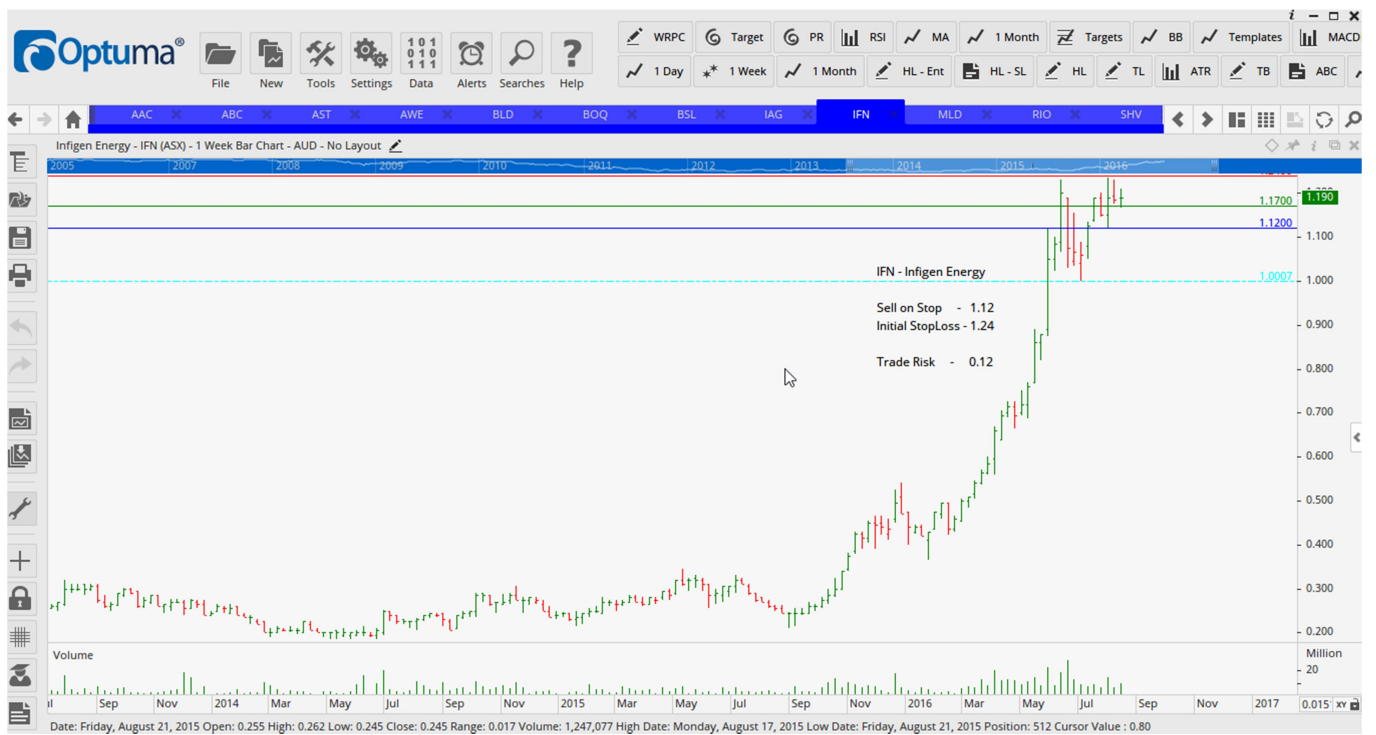 i
Optuma®
File
New
Tools
Settings
101
010
111
Data
Alerts
Searches
?
Help
WRPC
Target
PR
RSI
MA
1 Month
Targets
BB
Templates
MACD
1 Day
1 Week
1 Month
HL - Ent
HL - SL
HL
TL
ATR
TB
ABC
AAC
ABC
AST
AWE
BLD
BOQ
BSL
IAG
IFN
MLD
RIO
SHV
Infigen Energy - IFN (ASX) - 1 Week Bar Chart - AUD - No Layout
2005 2007 2008 2009 2010 2011 2012 2013 2014 2015 2016
1.190
1.1700
1.1200
1.100
IFN - Infigen Energy
1.0007
1.000
Sell on Stop - 1.12
Initial StopLoss - 1.24
0.900
Trade Risk - 0.12
0.800
0.700
0.600
0.500
0.400
0.300
0.200
Volume
Million
20
Sep Nov 2014 Mar May Jul Sep Nov 2015 Mar May Jul Sep Nov 2016 Mar May Jul Sep Nov 2017
0.015
XY
Date: Friday, August 21, 2015 Open: 0.255 High: 0.262 Low: 0.245 Close: 0.245 Range: 0.017 Volume: 1,247,077 High Date: Monday, August 17, 2015 Low Date: Friday, August 21, 2015 Position: 512 Cursor Value : 0.80